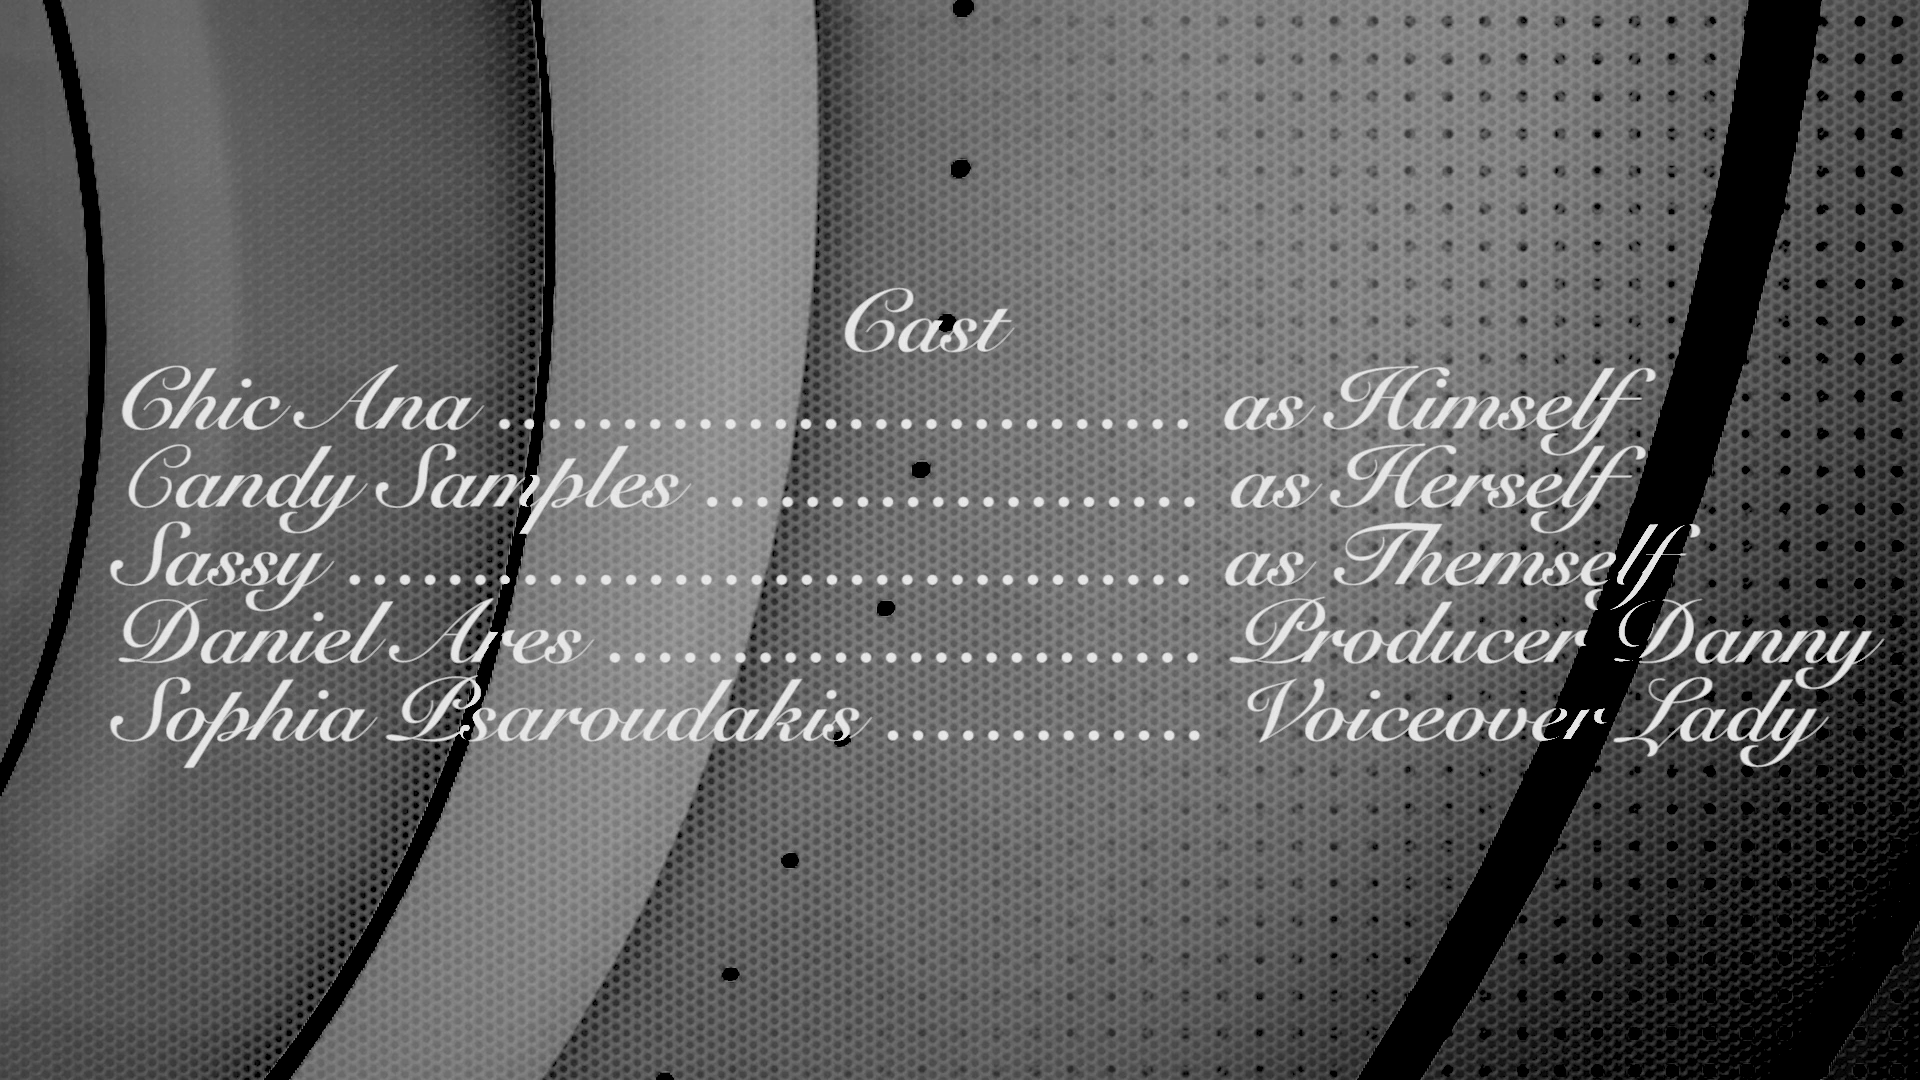 Cast
Chic Ana ............................ as Himself
Candy Samples .................... as Herself
Sassy .................................. as Themself
Daniel Ares ........................ Producer Danny
Sophia Psaroudakis ............. Voiceover Lady